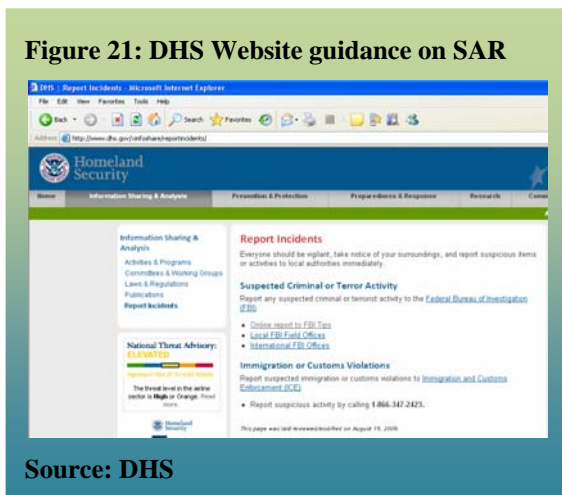 Figure 21: DHS Website guidance on SAR
DHS | Report Incidents - Microsoft Internet Explorer
File Edit View Favorites Tools Help
Back Search Favorites
Address http://www.dhs.gov/xinfoshare/reportincidents/
Homeland
Security
Home Information Sharing & Analysis Prevention & Protection Preparedness & Response Research
Information Sharing &
Analysis
Activities & Programs
Committees & Working Groups
Laws & Regulations
Publications
Report Incidents
National Threat Advisory:
ELEVATED
The threat level in the airline
sector is High or Orange. Read
more.
Homeland
Security
Report Incidents
Everyone should be vigilant, take notice of your surroundings, and report suspicious items
or activities to local authorities immediately.
Suspected Criminal or Terror Activity
Report any suspected criminal or terrorist activity to the Federal Bureau of Investigation
(FBI)
• Online report to FBI Tips
• Local FBI Field Offices
• International FBI Offices
Immigration or Customs Violations
Report suspected immigration or customs violations to Immigration and Customs
Enforcement (ICE)
• Report suspicious activity by calling 1-866-347-2423.
This page was last reviewed/modified on August 19, 2008.
Source: DHS